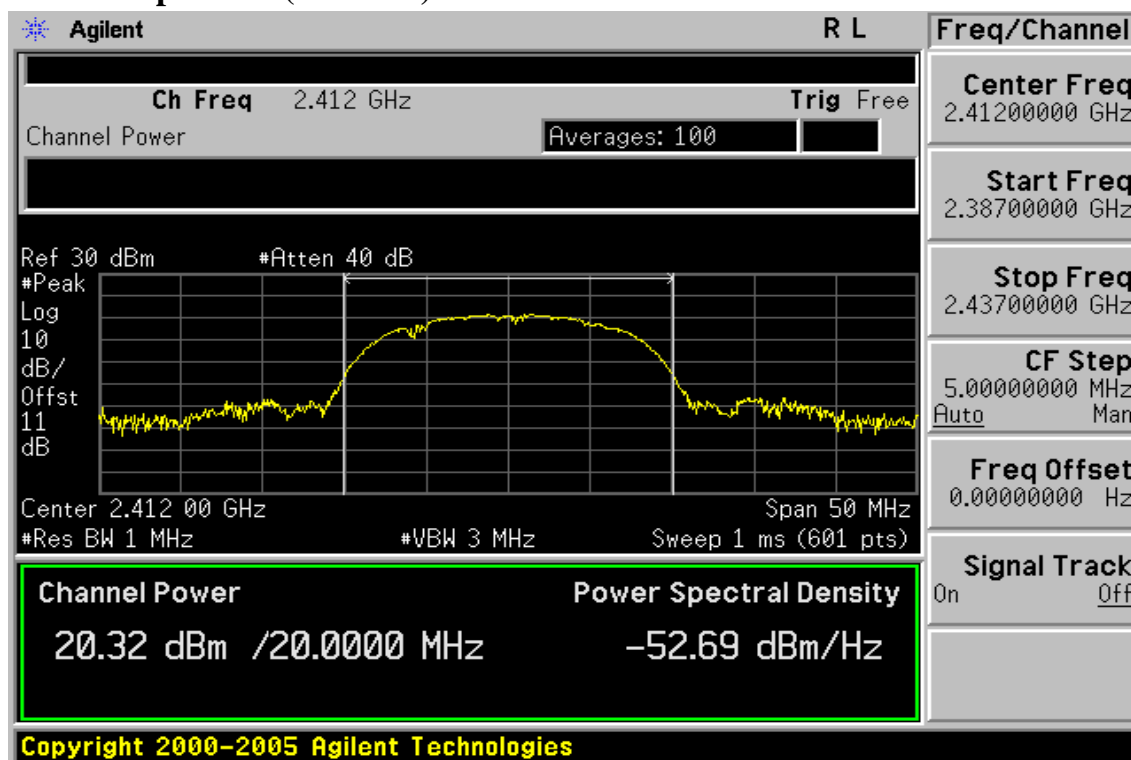 Agilent R L
Ch Freq 2.412 GHz Trig Free
Channel Power Averages: 100
Ref 30 dBm #Atten 40 dB
#Peak
Log
10
dB/
Offst
11
dB
Center 2.412 00 GHz Span 50 MHz
#Res BW 1 MHz #VBW 3 MHz Sweep 1 ms (601 pts)
Channel Power Power Spectral Density
20.32 dBm /20.0000 MHz -52.69 dBm/Hz
Copyright 2000-2005 Agilent Technologies
Freq/Channel
Center Freq
2.41200000 GHz
Start Freq
2.38700000 GHz
Stop Freq
2.43700000 GHz
CF Step
5.00000000 MHz
Auto Man
Freq Offset
0.00000000 Hz
Signal Track
On Off